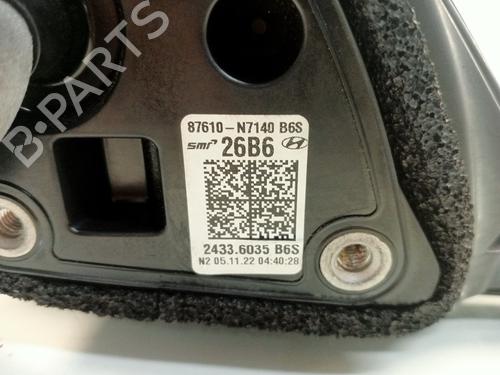 B-PARTS
87610-N7140 B6S
SMR 26B6
2433.6035 B6S
N2 05.11.22 04:40:28